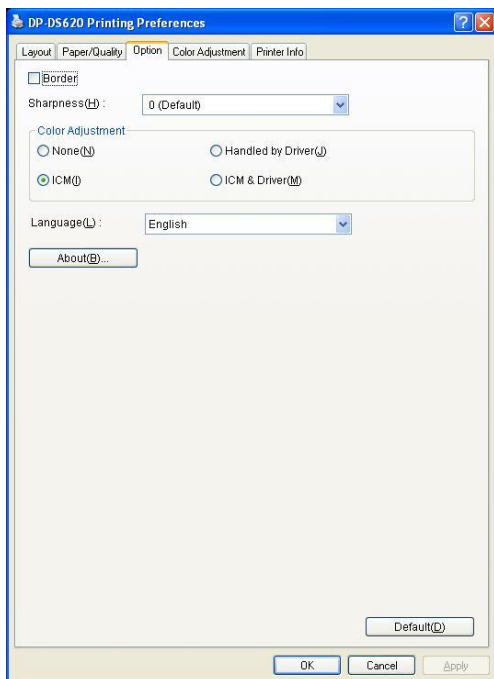 DP-DS620 Printing Preferences
Layout Paper/Quality Option Color Adjustment Printer Info
Border
Sharpness(H) : 0 (Default)
Color Adjustment
None(N) Handled by Driver(J)
ICM(I) ICM & Driver(M)
Language(L) : English
About(B)...
Default(D)
OK Cancel Apply